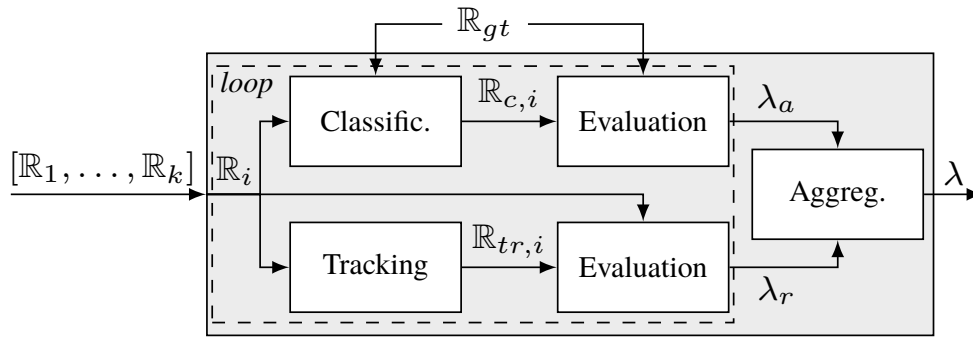 ℝ_gt
loop
Classific.
ℝ_c,i
Evaluation
λ_a
[ℝ_1, . . . , ℝ_k]
ℝ_i
Aggreg.
λ
Tracking
ℝ_tr,i
Evaluation
λ_r